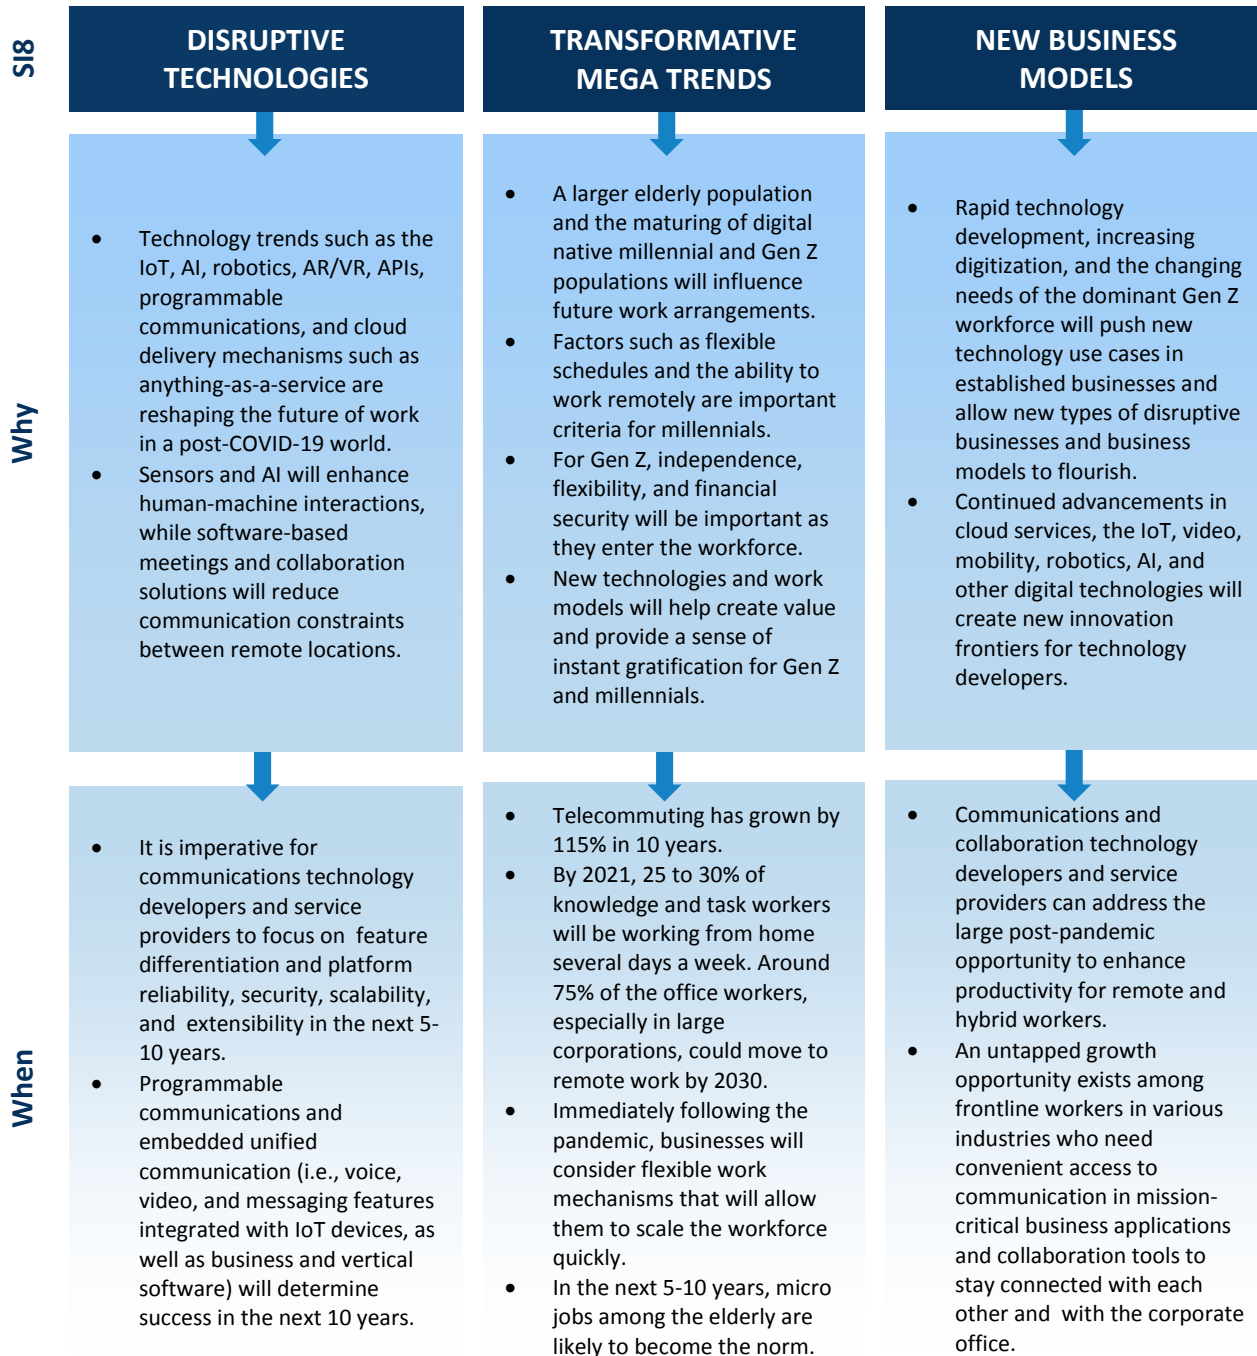 SI8
DISRUPTIVE
TECHNOLOGIES
TRANSFORMATIVE
MEGA TRENDS
NEW BUSINESS
MODELS
Why
• Technology trends such as the
IoT, AI, robotics, AR/VR, APIs,
programmable
communications, and cloud
delivery mechanisms such as
anything-as-a-service are
reshaping the future of work
in a post-COVID-19 world.
• Sensors and AI will enhance
human-machine interactions,
while software-based
meetings and collaboration
solutions will reduce
communication constraints
between remote locations.
• A larger elderly population
and the maturing of digital
native millennial and Gen Z
populations will influence
future work arrangements.
• Factors such as flexible
schedules and the ability to
work remotely are important
criteria for millennials.
• For Gen Z, independence,
flexibility, and financial
security will be important as
they enter the workforce.
• New technologies and work
models will help create value
and provide a sense of
instant gratification for Gen Z
and millennials.
• Rapid technology
development, increasing
digitization, and the changing
needs of the dominant Gen Z
workforce will push new
technology use cases in
established businesses and
allow new types of disruptive
businesses and business
models to flourish.
• Continued advancements in
cloud services, the IoT, video,
mobility, robotics, AI, and
other digital technologies will
create new innovation
frontiers for technology
developers.
When
• It is imperative for
communications technology
developers and service
providers to focus on feature
differentiation and platform
reliability, security, scalability,
and extensibility in the next 5-
10 years.
• Programmable
communications and
embedded unified
communication (i.e., voice,
video, and messaging features
integrated with IoT devices, as
well as business and vertical
software) will determine
success in the next 10 years.
• Telecommuting has grown by
115% in 10 years.
• By 2021, 25 to 30% of
knowledge and task workers
will be working from home
several days a week. Around
75% of the office workers,
especially in large
corporations, could move to
remote work by 2030.
• Immediately following the
pandemic, businesses will
consider flexible work
mechanisms that will allow
them to scale the workforce
quickly.
• In the next 5-10 years, micro
jobs among the elderly are
likely to become the norm.
• Communications and
collaboration technology
developers and service
providers can address the
large post-pandemic
opportunity to enhance
productivity for remote and
hybrid workers.
• An untapped growth
opportunity exists among
frontline workers in various
industries who need
convenient access to
communication in mission-
critical business applications
and collaboration tools to
stay connected with each
other and with the corporate
office.